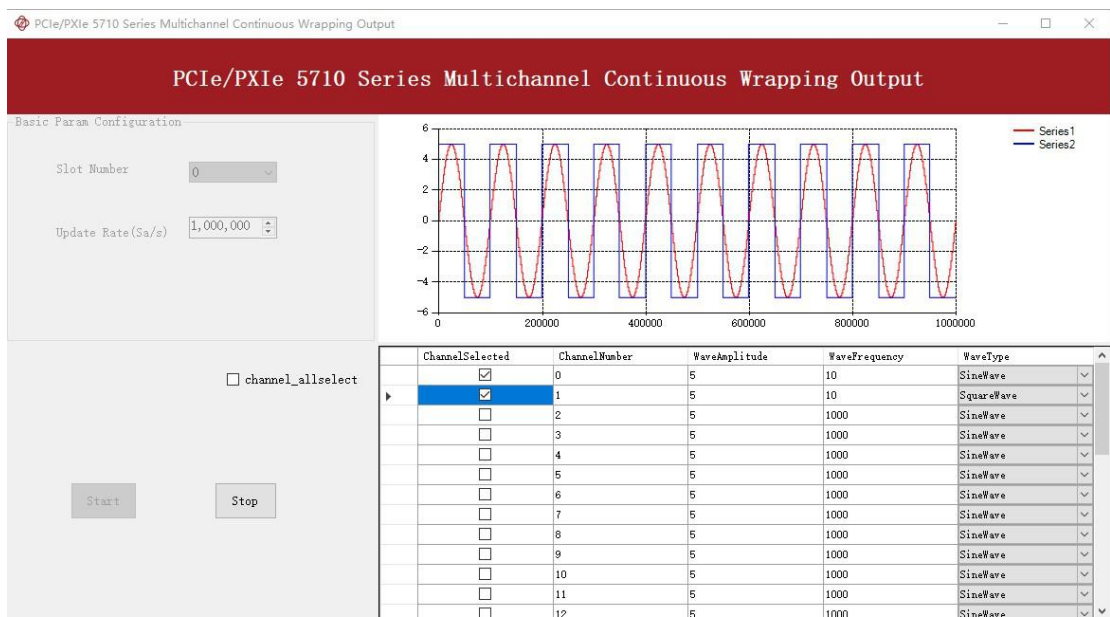 PCIe/PXIe 5710 Series Multichannel Continuous Wrapping Output
PCIe/PXIe 5710 Series Multichannel Continuous Wrapping Output
Basic Param Configuration
Slot Number 0
Update Rate(Sa/s) 1,000,000
6
4
2
0
-2
-4
-6
0 200000 400000 600000 800000 1000000
Series1
Series2
channel_allselect
Start Stop
ChannelSelected ChannelNumber WaveAmplitude WaveFrequency WaveType
0 5 10 SineWave
1 5 10 SquareWave
2 5 1000 SineWave
3 5 1000 SineWave
4 5 1000 SineWave
5 5 1000 SineWave
6 5 1000 SineWave
7 5 1000 SineWave
8 5 1000 SineWave
9 5 1000 SineWave
10 5 1000 SineWave
11 5 1000 SineWave
12 5 1000 SineWave